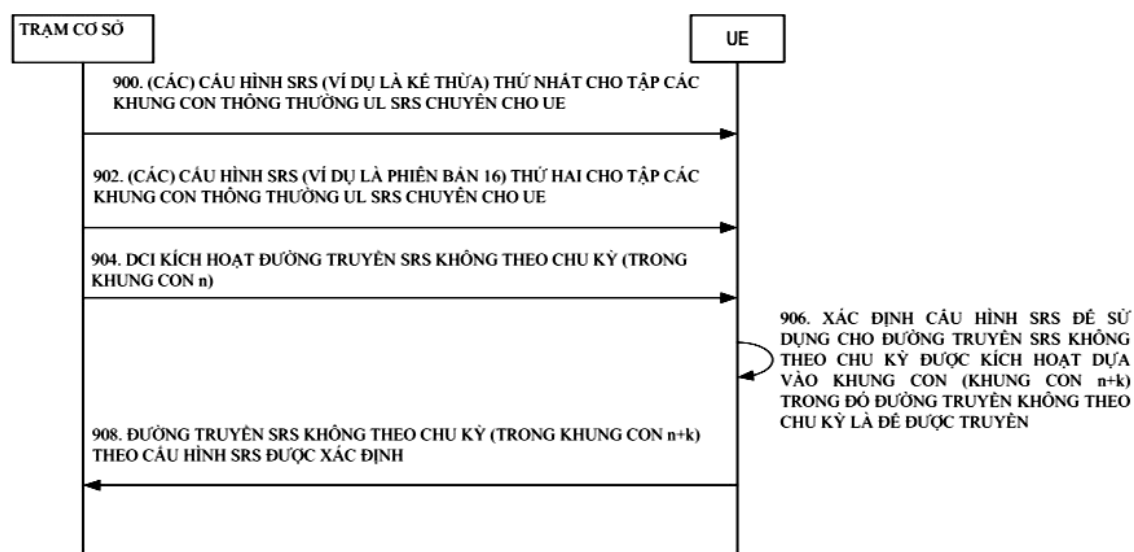 TRẠM CƠ SỞ
UE
900. (CÁC) CẤU HÌNH SRS (VÍ DỤ LÀ KẾ THỪA) THỨ NHẤT CHO TẬP CÁC
KHUNG CON THÔNG THƯỜNG UL SRS CHUYÊN CHO UE
902. (CÁC) CẤU HÌNH SRS (VÍ DỤ LÀ PHIÊN BẢN 16) THỨ HAI CHO TẬP CÁC
KHUNG CON THÔNG THƯỜNG UL SRS CHUYÊN CHO UE
904. DCI KÍCH HOẠT ĐƯỜNG TRUYỀN SRS KHÔNG THEO CHU KỲ (TRONG
KHUNG CON n)
906. XÁC ĐỊNH CẤU HÌNH SRS ĐỂ SỬ
DỤNG CHO ĐƯỜNG TRUYỀN SRS KHÔNG
THEO CHU KỲ ĐƯỢC KÍCH HOẠT DỰA
VÀO KHUNG CON (KHUNG CON n+k)
TRONG ĐÓ ĐƯỜNG TRUYỀN KHÔNG THEO
CHU KỲ LÀ ĐỂ ĐƯỢC TRUYỀN
908. ĐƯỜNG TRUYỀN SRS KHÔNG THEO CHU KỲ (TRONG KHUNG CON n+k)
THEO CẤU HÌNH SRS ĐƯỢC XÁC ĐỊNH